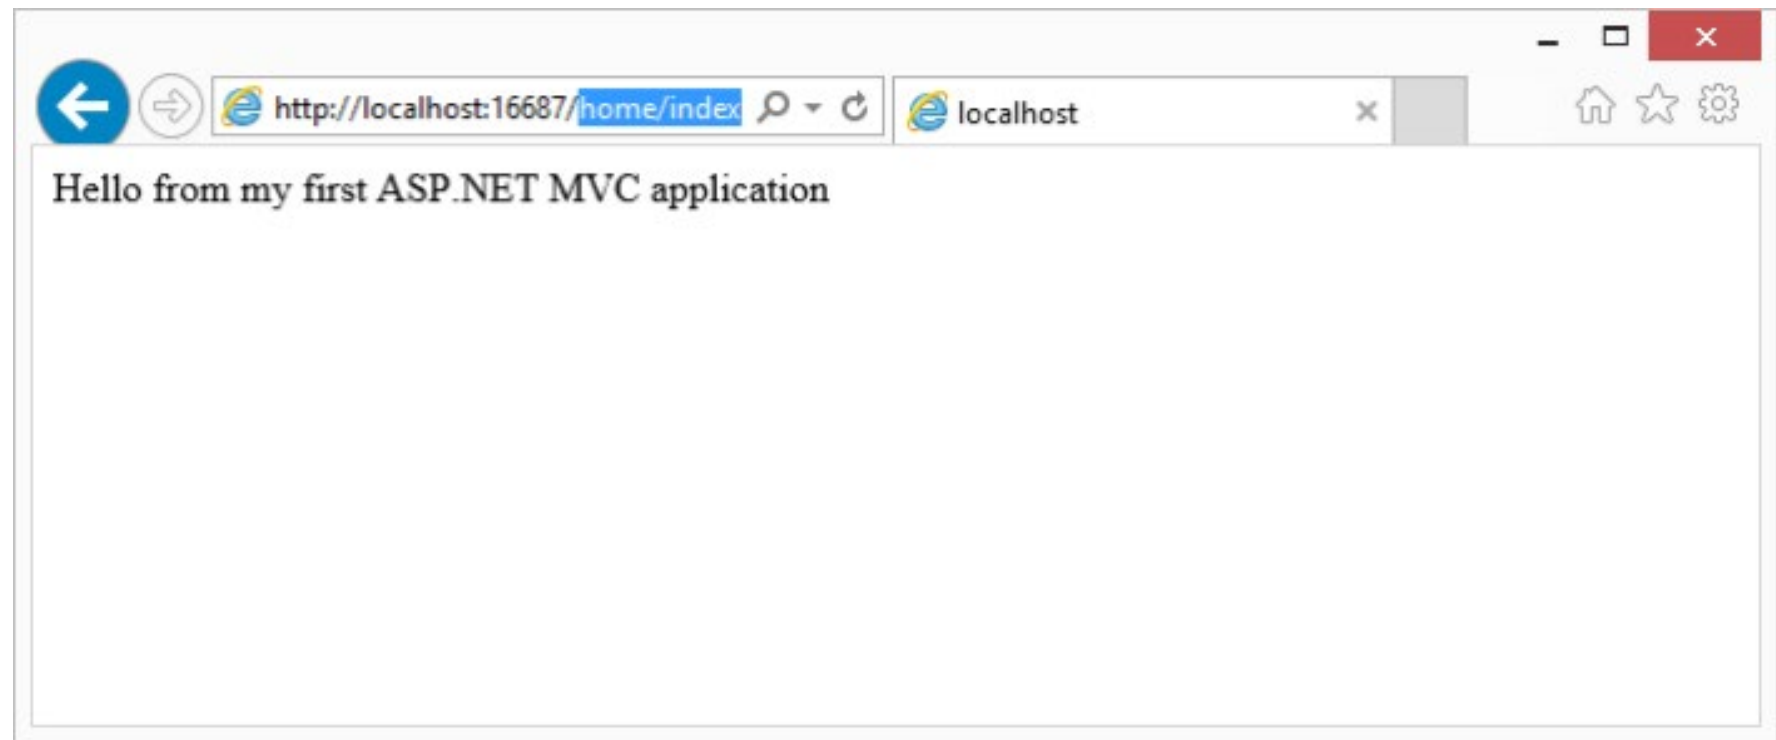 http://localhost:16687/home/index
localhost
Hello from my first ASP.NET MVC application